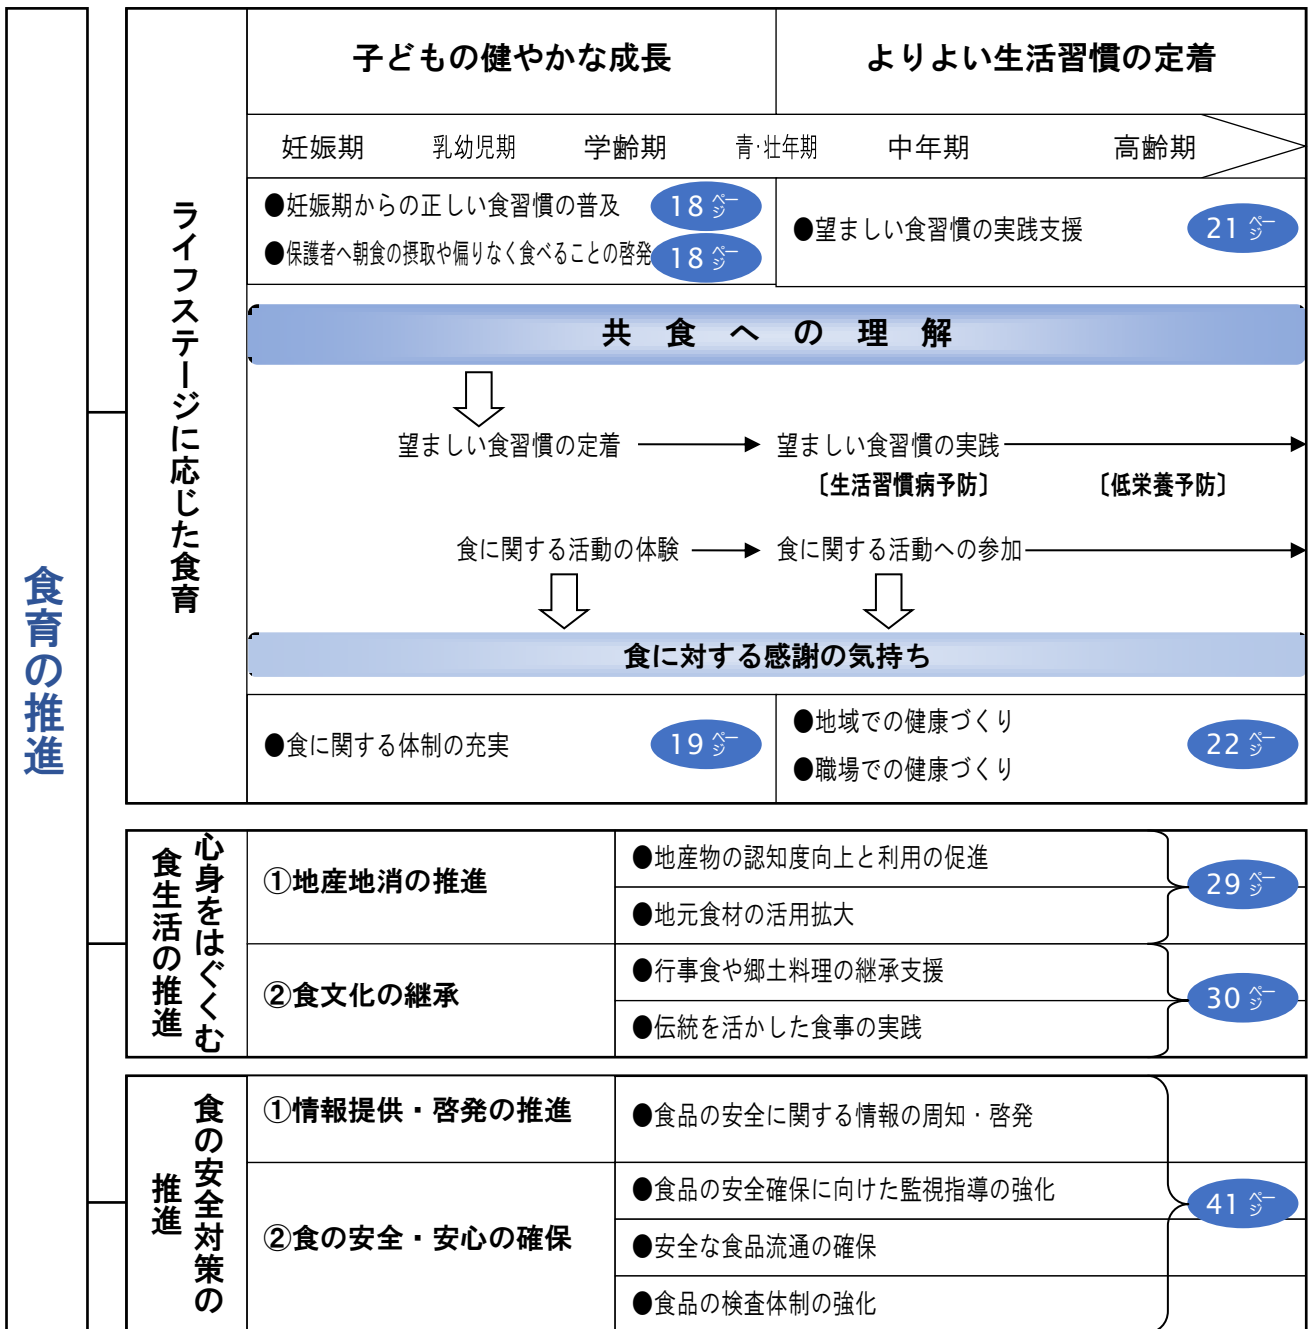 食育の推進
ライフステージに応じた食育
子どもの健やかな成長
よりよい生活習慣の定着
妊娠期 乳幼児期 学齢期 青・壮年期 中年期 高齢期
●妊娠期からの正しい食習慣の普及 18ページ
●保護者へ朝食の摂取や偏りなく食べることの啓発 18ページ
●望ましい食習慣の実践支援 21ページ
共食への理解
望ましい食習慣の定着 望ましい食習慣の実践
〔生活習慣病予防〕 〔低栄養予防〕
食に関する活動の体験 食に関する活動への参加
食に対する感謝の気持ち
●食に関する体制の充実 19ページ
●地域での健康づくり
●職場での健康づくり
22ページ
心身をはぐくむ
食生活の推進
①地産地消の推進
●地産物の認知度向上と利用の促進
●地元食材の活用拡大
29ページ
②食文化の継承
●行事食や郷土料理の継承支援
●伝統を活かした食事の実践
30ページ
食の安全対策の
推進
①情報提供・啓発の推進
●食品の安全に関する情報の周知・啓発
②食の安全・安心の確保
●食品の安全確保に向けた監視指導の強化
●安全な食品流通の確保
●食品の検査体制の強化
41ページ